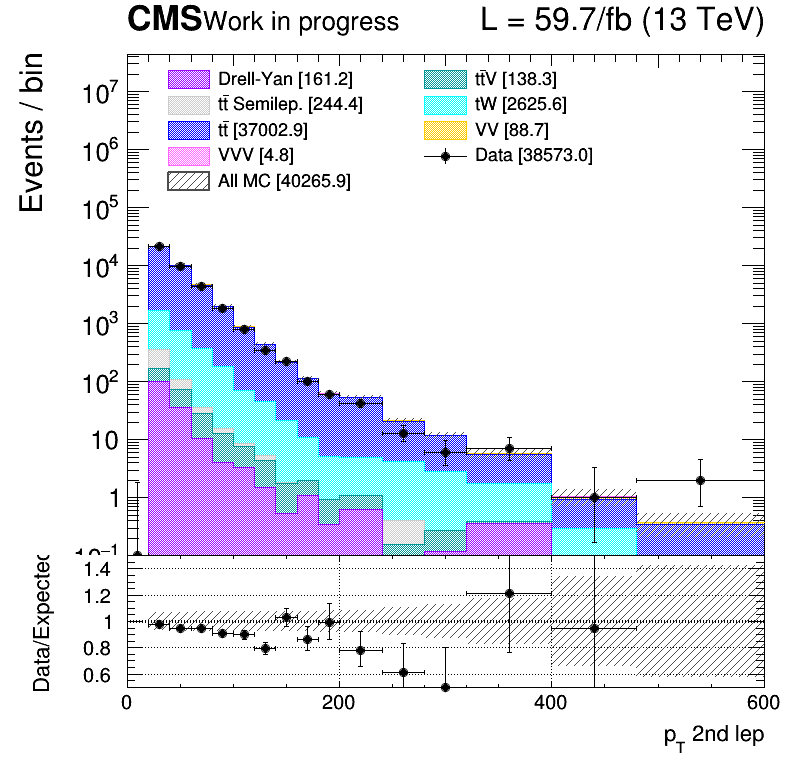 CMS Work in progress L = 59.7/fb (13 TeV)
Events / bin
Drell-Yan [161.2] tt̄V [138.3]
tt̄ Semilep. [244.4] tW [2625.6]
tt̄ [37002.9] VV [88.7]
VVV [4.8] Data [38573.0]
All MC [40265.9]
10⁷
10⁶
10⁵
10⁴
10³
10²
10
1
10⁻¹
Data/Expected
1.4
1.2
1
0.8
0.6
0 200 400 600
p_T 2nd lep